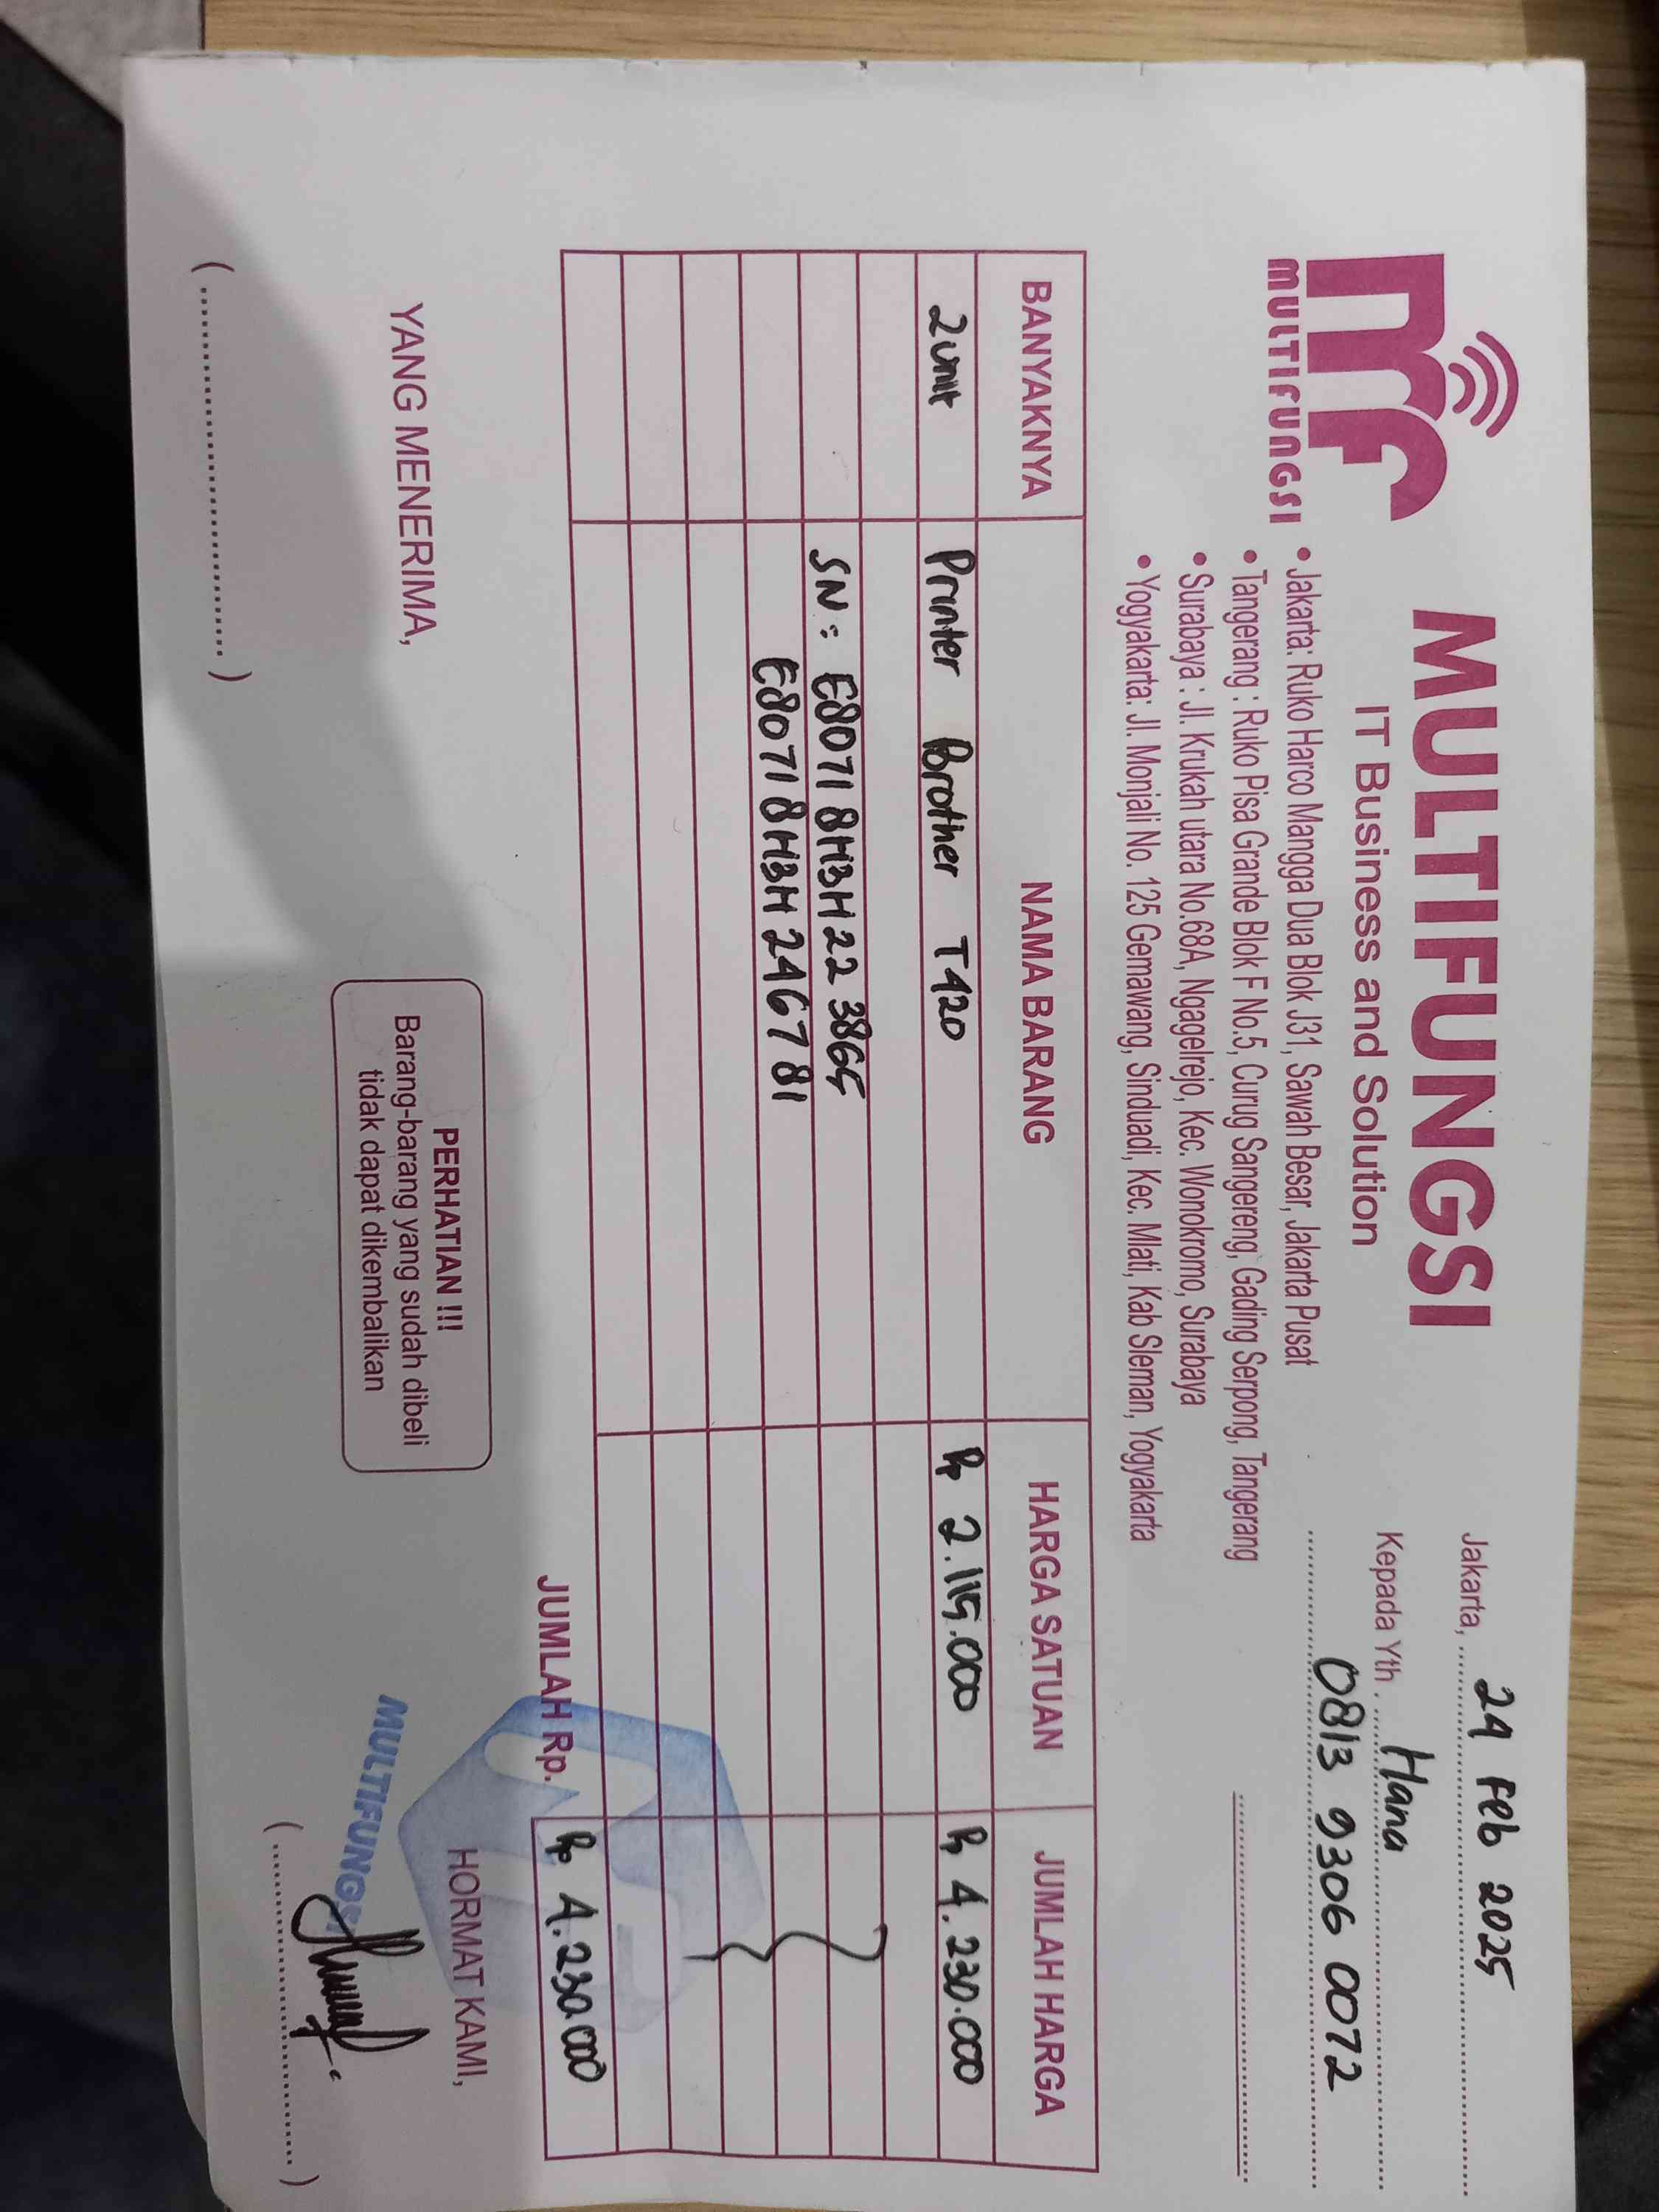 MULTIFUNGSI
MULTIFUNGSI
IT Business and Solution
• Jakarta: Ruko Harco Mangga Dua Blok J31, Sawah Besar, Jakarta Pusat
• Tangerang : Ruko Pisa Grande Blok F No.5, Curug Sangereng, Gading Serpong, Tangerang
• Surabaya : Jl. Krukah utara No.68A, Ngagelrejo, Kec. Wonokromo, Surabaya
• Yogyakarta: Jl. Monjali No. 125 Gemawang, Sinduadi, Kec. Mlati, Kab Sleman, Yogyakarta
Jakarta, 24 Feb 2025
Kepada Yth. Hana
0813 9306 0072
BANYAKNYA NAMA BARANG HARGA SATUAN JUMLAH HARGA
2 unit Printer Brother T420 Rp 2.115.000 Rp 4.230.000
SN: E80718H3H223865
E80718H3H246781
JUMLAH Rp. Rp 4.230.000
YANG MENERIMA,
PERHATIAN !!!
Barang-barang yang sudah dibeli
tidak dapat dikembalikan
HORMAT KAMI,
MULTIFUNGSI